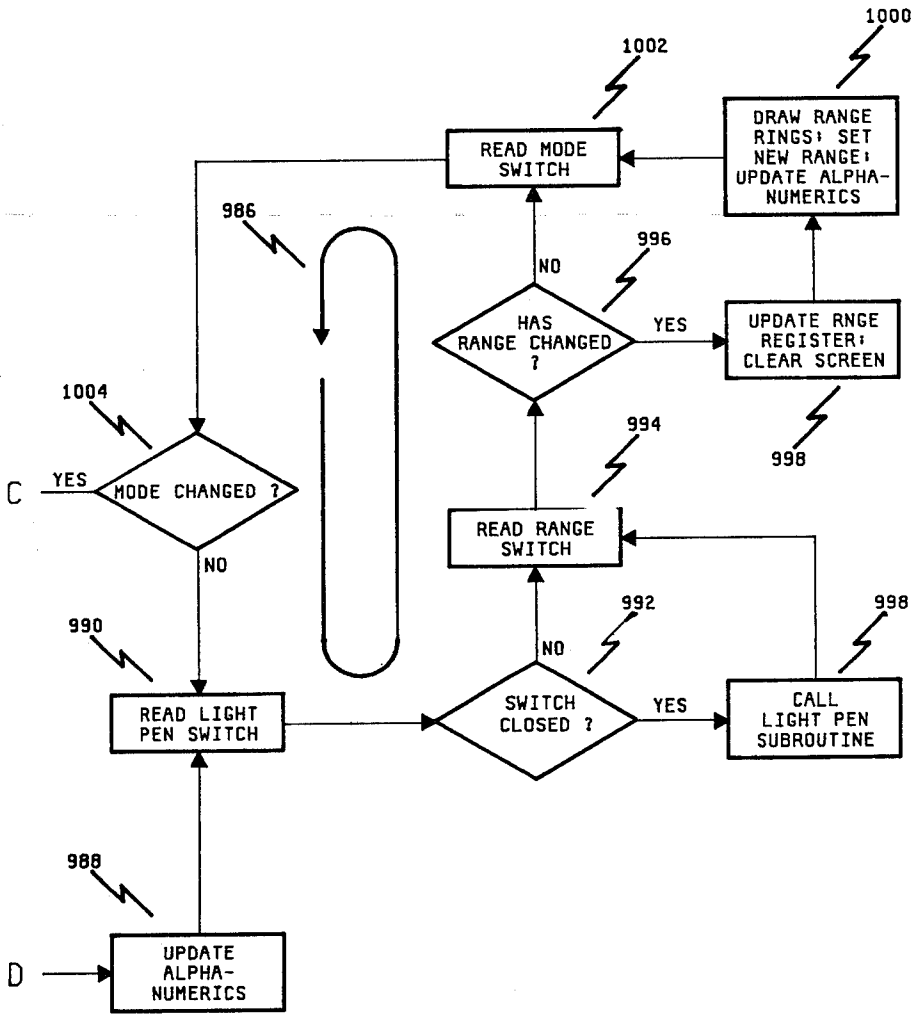 1000
1002
DRAW RANGE
RINGS; SET
NEW RANGE;
UPDATE ALPHA-
NUMERICS
READ MODE
SWITCH
986
996
NO
HAS
RANGE CHANGED
?
YES
UPDATE RNGE
REGISTER;
CLEAR SCREEN
998
1004
C
YES
MODE CHANGED ?
NO
994
READ RANGE
SWITCH
990
READ LIGHT
PEN SWITCH
992
NO
SWITCH
CLOSED ?
YES
998
CALL
LIGHT PEN
SUBROUTINE
988
D
UPDATE
ALPHA-
NUMERICS